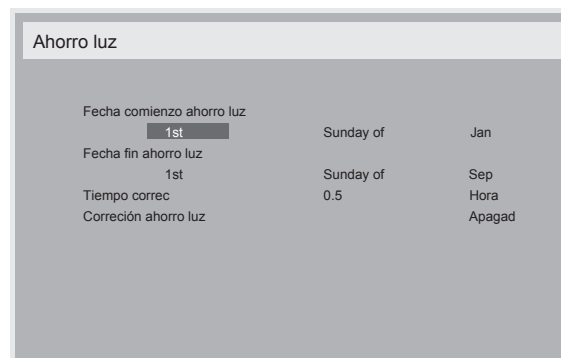 Ahorro luz
Fecha comienzo ahorro luz
1st Sunday of Jan
Fecha fin ahorro luz
1st Sunday of Sep
Tiempo correc 0.5 Hora
Correción ahorro luz Apagad